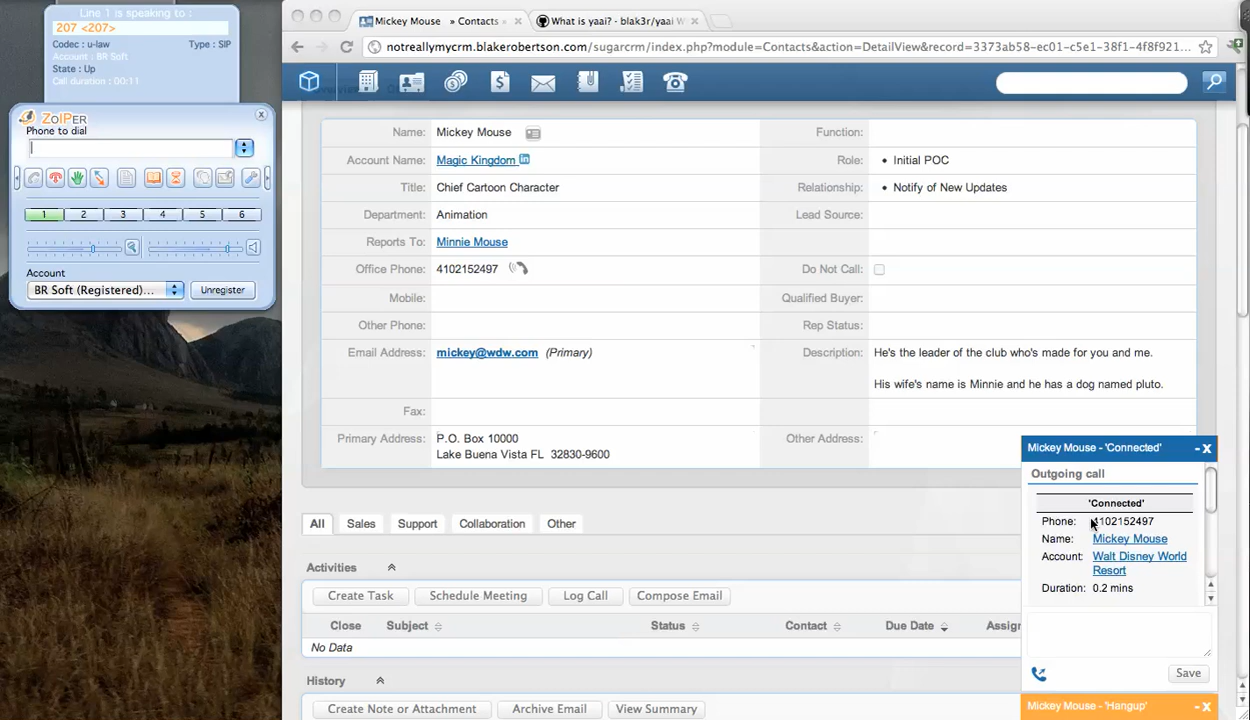 Line 1 is speaking to :
207 <207>
Codec : u-law Type : SIP
Account : BR Soft
State : Up
Call duration : 00:11
ZOIPER
Phone to dial
1 2 3 4 5 6
Account
BR Soft (Registered)... Unregister
Mickey Mouse » Contacts × What is yaai? - blak3r/yaai W ×
notreallymycrm.blakerobertson.com/sugarcrm/index.php?module=Contacts&action=DetailView&record=3373ab58-ec01-c5e1-38f1-4f8f921...
Name: Mickey Mouse Function:
Account Name: Magic Kingdom Role: • Initial POC
Title: Chief Cartoon Character Relationship: • Notify of New Updates
Department: Animation Lead Source:
Reports To: Minnie Mouse
Office Phone: 4102152497 Do Not Call:
Mobile: Qualified Buyer:
Other Phone: Rep Status:
Email Address: mickey@wdw.com (Primary) Description: He's the leader of the club who's made for you and me.
His wife's name is Minnie and he has a dog named pluto.
Fax:
Primary Address: P.O. Box 10000 Other Address:
Lake Buena Vista FL 32830-9600
All Sales Support Collaboration Other
Activities
Create Task Schedule Meeting Log Call Compose Email
Close Subject Status Contact Due Date Assig
No Data
History
Create Note or Attachment Archive Email View Summary
Mickey Mouse - 'Connected' - X
Outgoing call
'Connected'
Phone: 4102152497
Name: Mickey Mouse
Account: Walt Disney World
Resort
Duration: 0.2 mins
Save
Mickey Mouse - 'Hangup' - X